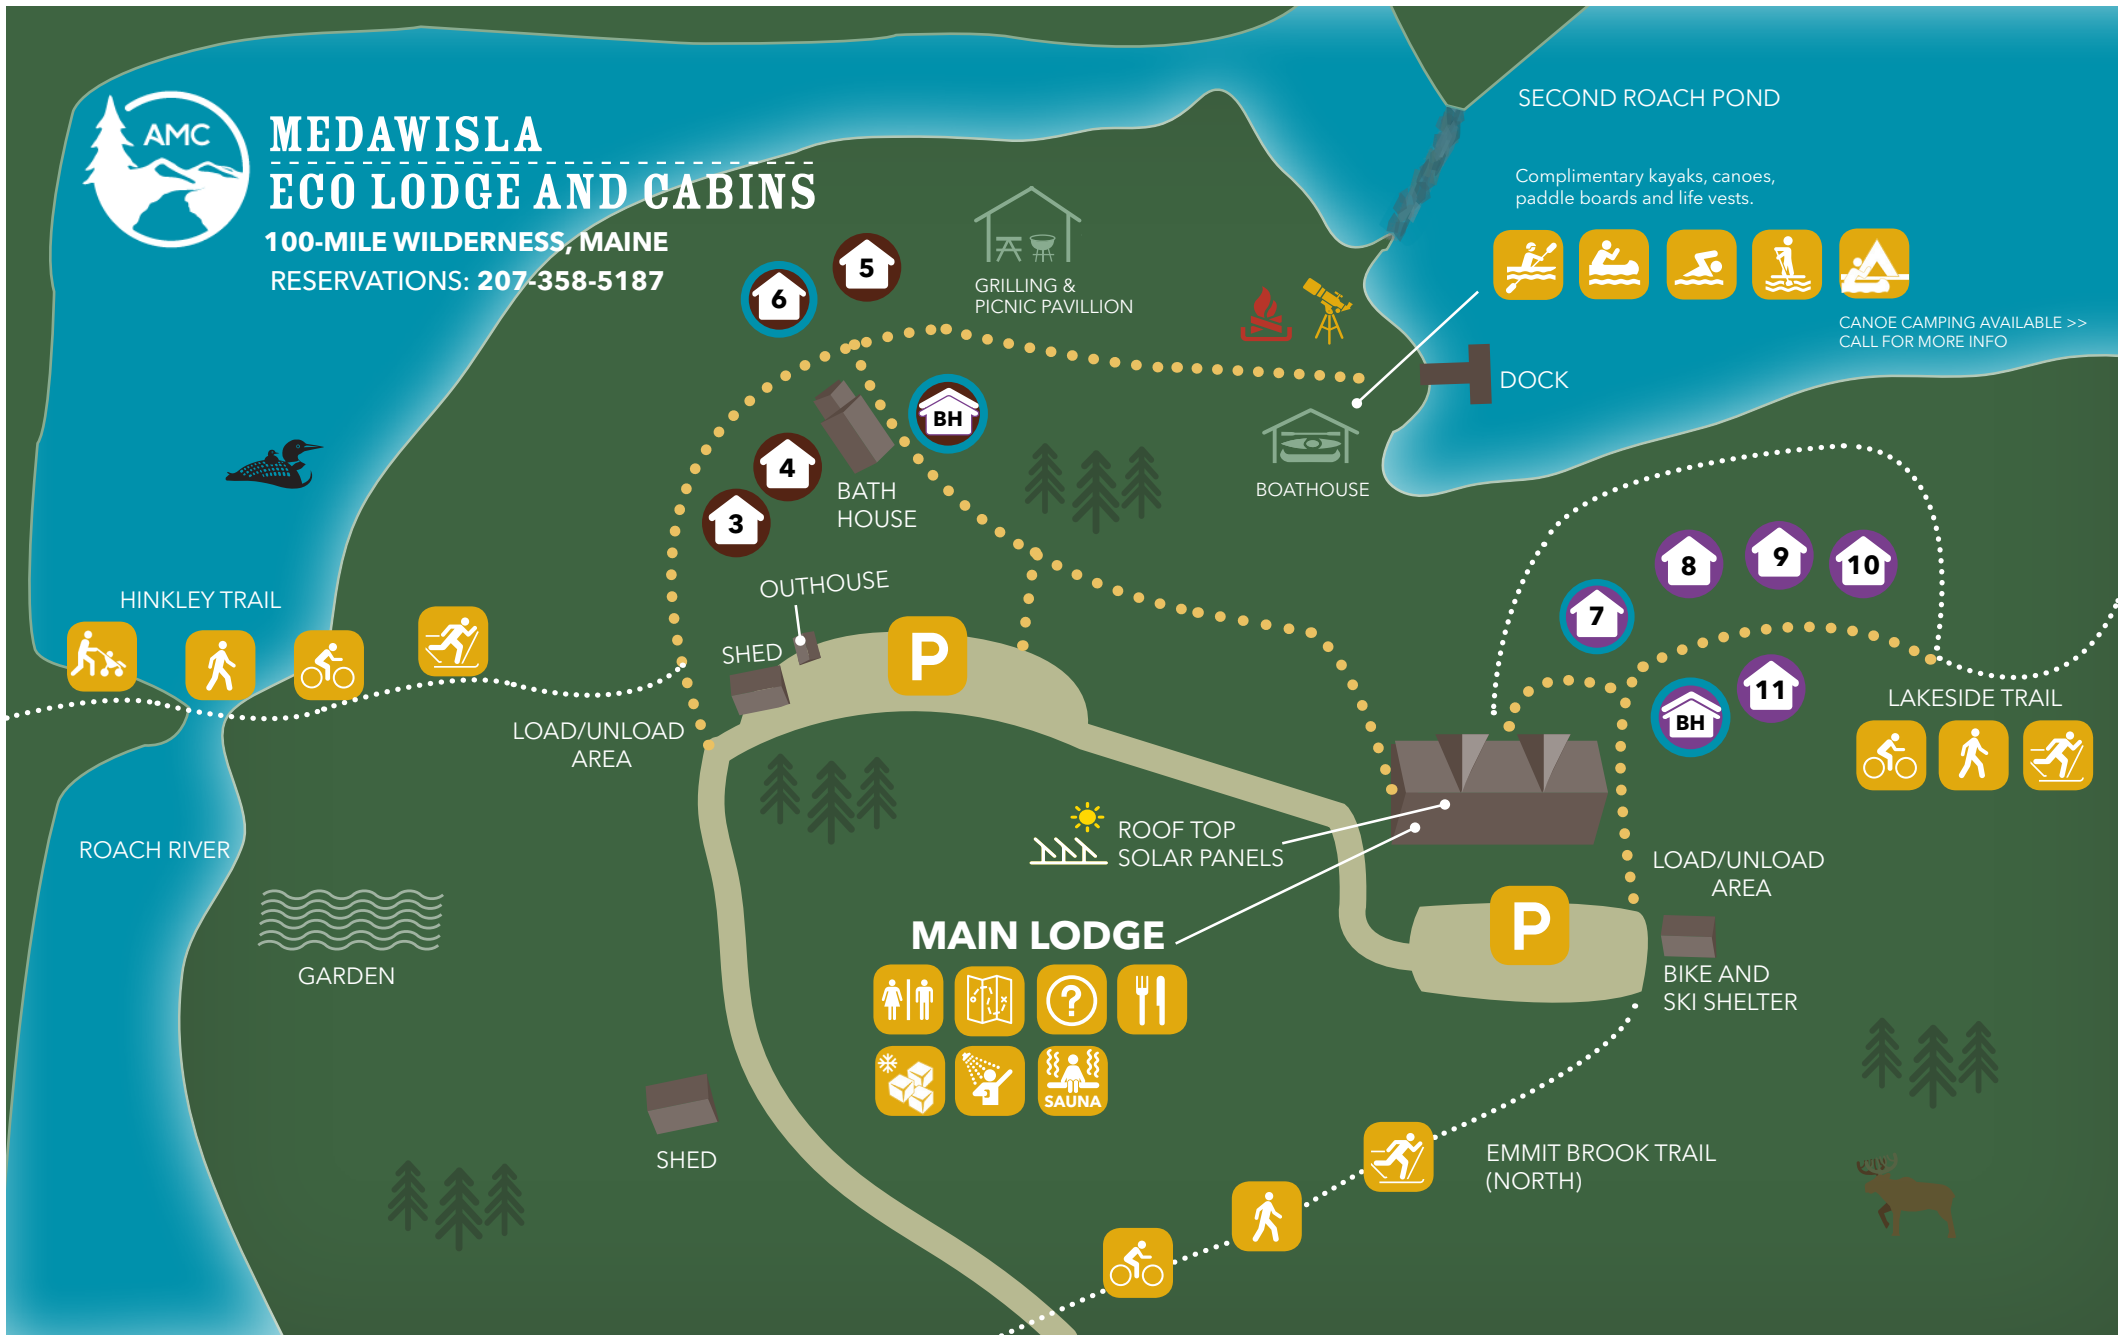 AMC
MEDAWISLA
ECO LODGE AND CABINS
100-MILE WILDERNESS, MAINE
RESERVATIONS: 207-358-5187
SECOND ROACH POND
Complimentary kayaks, canoes,
paddle boards and life vests.
CANOE CAMPING AVAILABLE >>
CALL FOR MORE INFO
GRILLING &
PICNIC PAVILLION
5
6
DOCK
BH
4
3
BATH
HOUSE
BOATHOUSE
OUTHOUSE
SHED
P
HINKLEY TRAIL
LOAD/UNLOAD
AREA
8
9
10
7
11
BH
LAKESIDE TRAIL
ROACH RIVER
ROOF TOP
SOLAR PANELS
LOAD/UNLOAD
AREA
P
MAIN LODGE
?
SAUNA
BIKE AND
SKI SHELTER
GARDEN
SHED
EMMIT BROOK TRAIL
(NORTH)